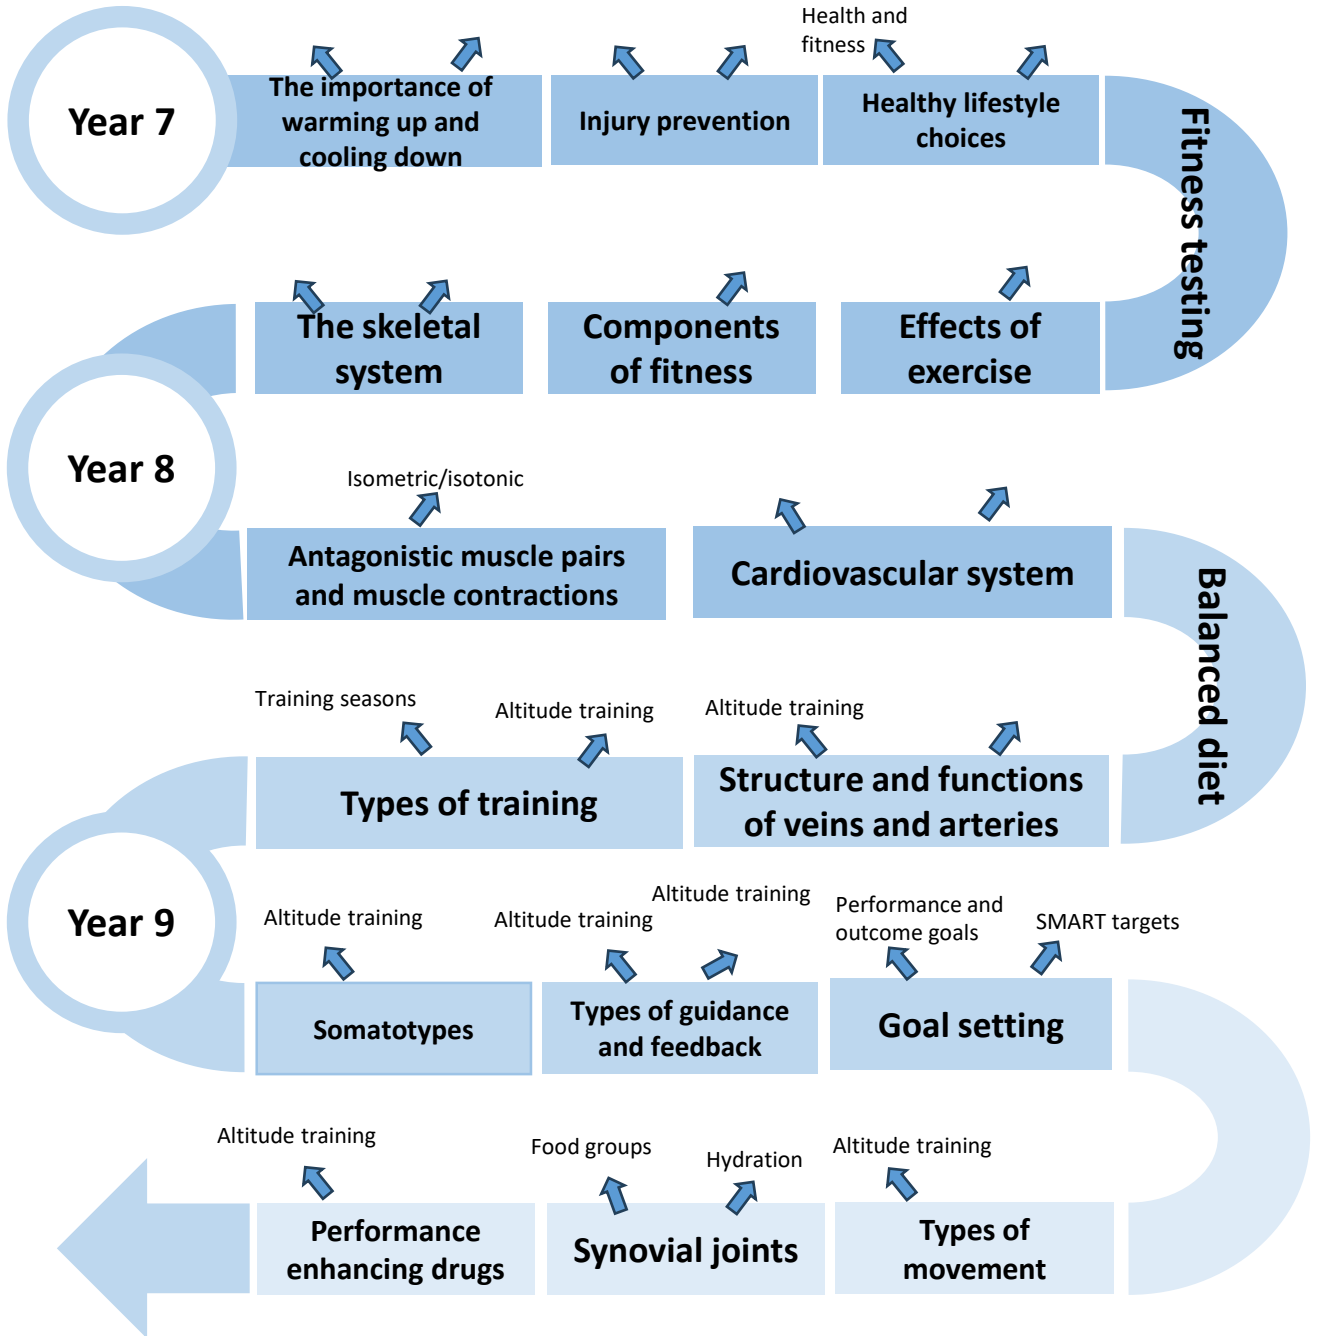 Health and
fitness
Year 7
The importance of
warming up and
cooling down
Injury prevention
Healthy lifestyle
choices
Fitness testing
The skeletal
system
Components
of fitness
Effects of
exercise
Year 8
Isometric/isotonic
Antagonistic muscle pairs
and muscle contractions
Cardiovascular system
Balanced diet
Training seasons
Altitude training
Altitude training
Types of training
Structure and functions
of veins and arteries
Year 9
Altitude training
Altitude training
Altitude training
Performance and
outcome goals
SMART targets
Somatotypes
Types of guidance
and feedback
Goal setting
Altitude training
Food groups
Hydration
Altitude training
Performance
enhancing drugs
Synovial joints
Types of
movement